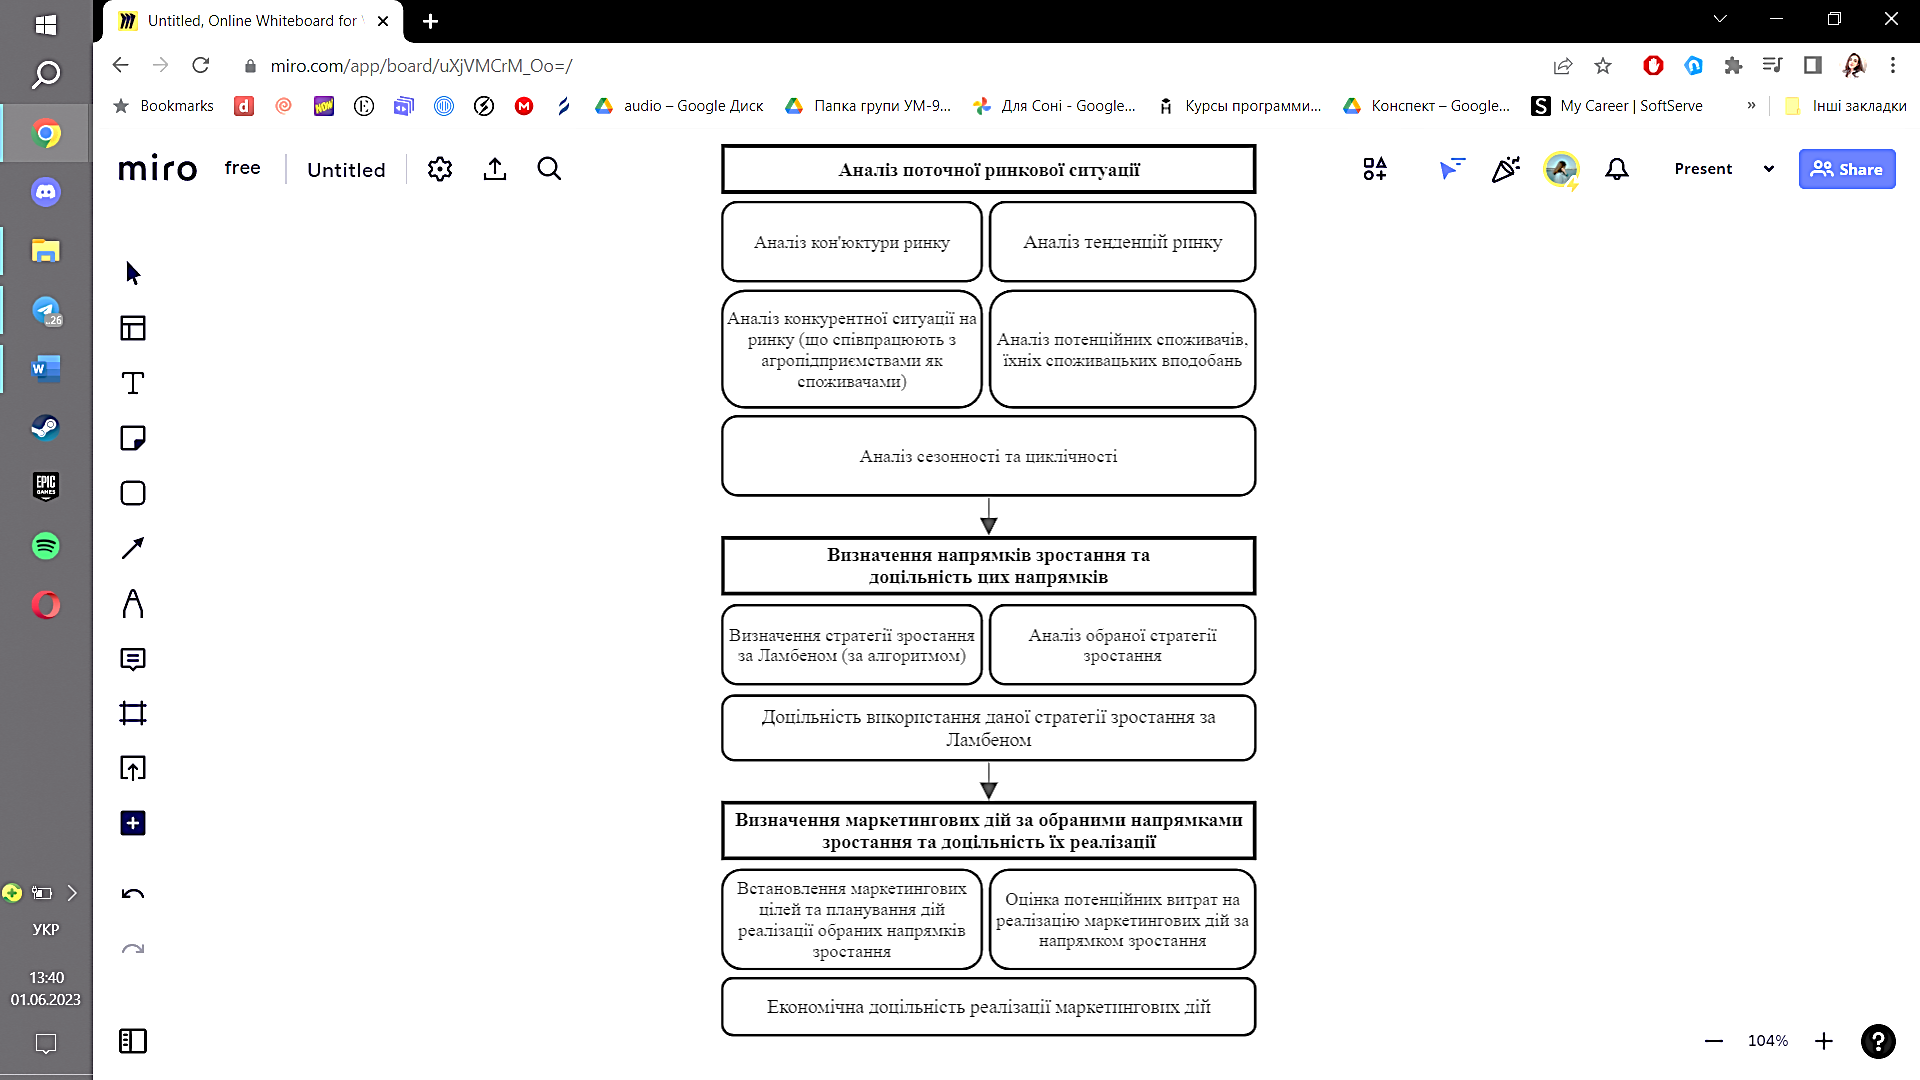 Untitled, Online Whiteboard for
miro.com/app/board/uXjVMCrM_Oo=/
Bookmarks
audio – Google Диск
Папка групи УМ-9...
Для Соні - Google...
Курсы программи...
Конспект – Google...
My Career | SoftServe
»
Інші закладки
miro
free
Untitled
Present
Share
Аналіз поточної ринкової ситуації
Аналіз кон'юктури ринку
Аналіз тенденцій ринку
Аналіз конкурентної ситуації на
ринку (що співпрацюють з
агропідприємствами як
споживачами)
Аналіз потенційних споживачів,
їхніх споживацьких вподобань
Аналіз сезонності та циклічності
Визначення напрямків зростання та
доцільність цих напрямків
Визначення стратегії зростання
за Ламбеном (за алгоритмом)
Аналіз обраної стратегії
зростання
Доцільність використання даної стратегії зростання за
Ламбеном
Визначення маркетингових дій за обраними напрямками
зростання та доцільність їх реалізації
Встановлення маркетингових
цілей та планування дій
реалізації обраних напрямків
зростання
Оцінка потенційних витрат на
реалізацію маркетингових дій за
напрямком зростання
Економічна доцільність реалізації маркетингових дій
104%
..26
EPIC
GAMES
УКР
13:40
01.06.2023